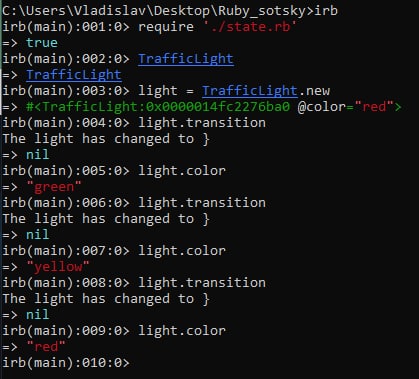 C:\Users\Vladislav\Desktop\Ruby_sotsky>irb
irb(main):001:0> require './state.rb'
=> true
irb(main):002:0> TrafficLight
=> TrafficLight
irb(main):003:0> light = TrafficLight.new
=> #<TrafficLight:0x0000014fc2276ba0 @color="red">
irb(main):004:0> light.transition
The light has changed to }
=> nil
irb(main):005:0> light.color
=> "green"
irb(main):006:0> light.transition
The light has changed to }
=> nil
irb(main):007:0> light.color
=> "yellow"
irb(main):008:0> light.transition
The light has changed to }
=> nil
irb(main):009:0> light.color
=> "red"
irb(main):010:0>